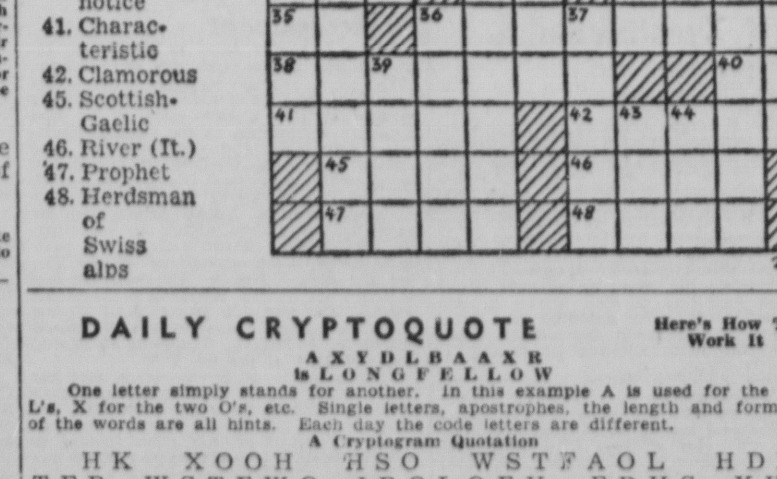 notice
41. Charac-
teristic
42. Clamorous
45. Scottish-
Gaelic
46. River (It.)
47. Prophet
48. Herdsman
of
Swiss
alps
35 36 37
38 39 40
41 42 43 44
45 46
47 48
DAILY CRYPTOQUOTE
Here's How
Work It
A X Y D L B A A X R
is L O N G F E L L O W
One letter simply stands for another. In this example A is used for the
L's, X for the two O's, etc. Single letters, apostrophes, the length and form
of the words are all hints. Each day the code letters are different.
A Cryptogram Quotation
HK XOOH HSO WSTFAOL HD